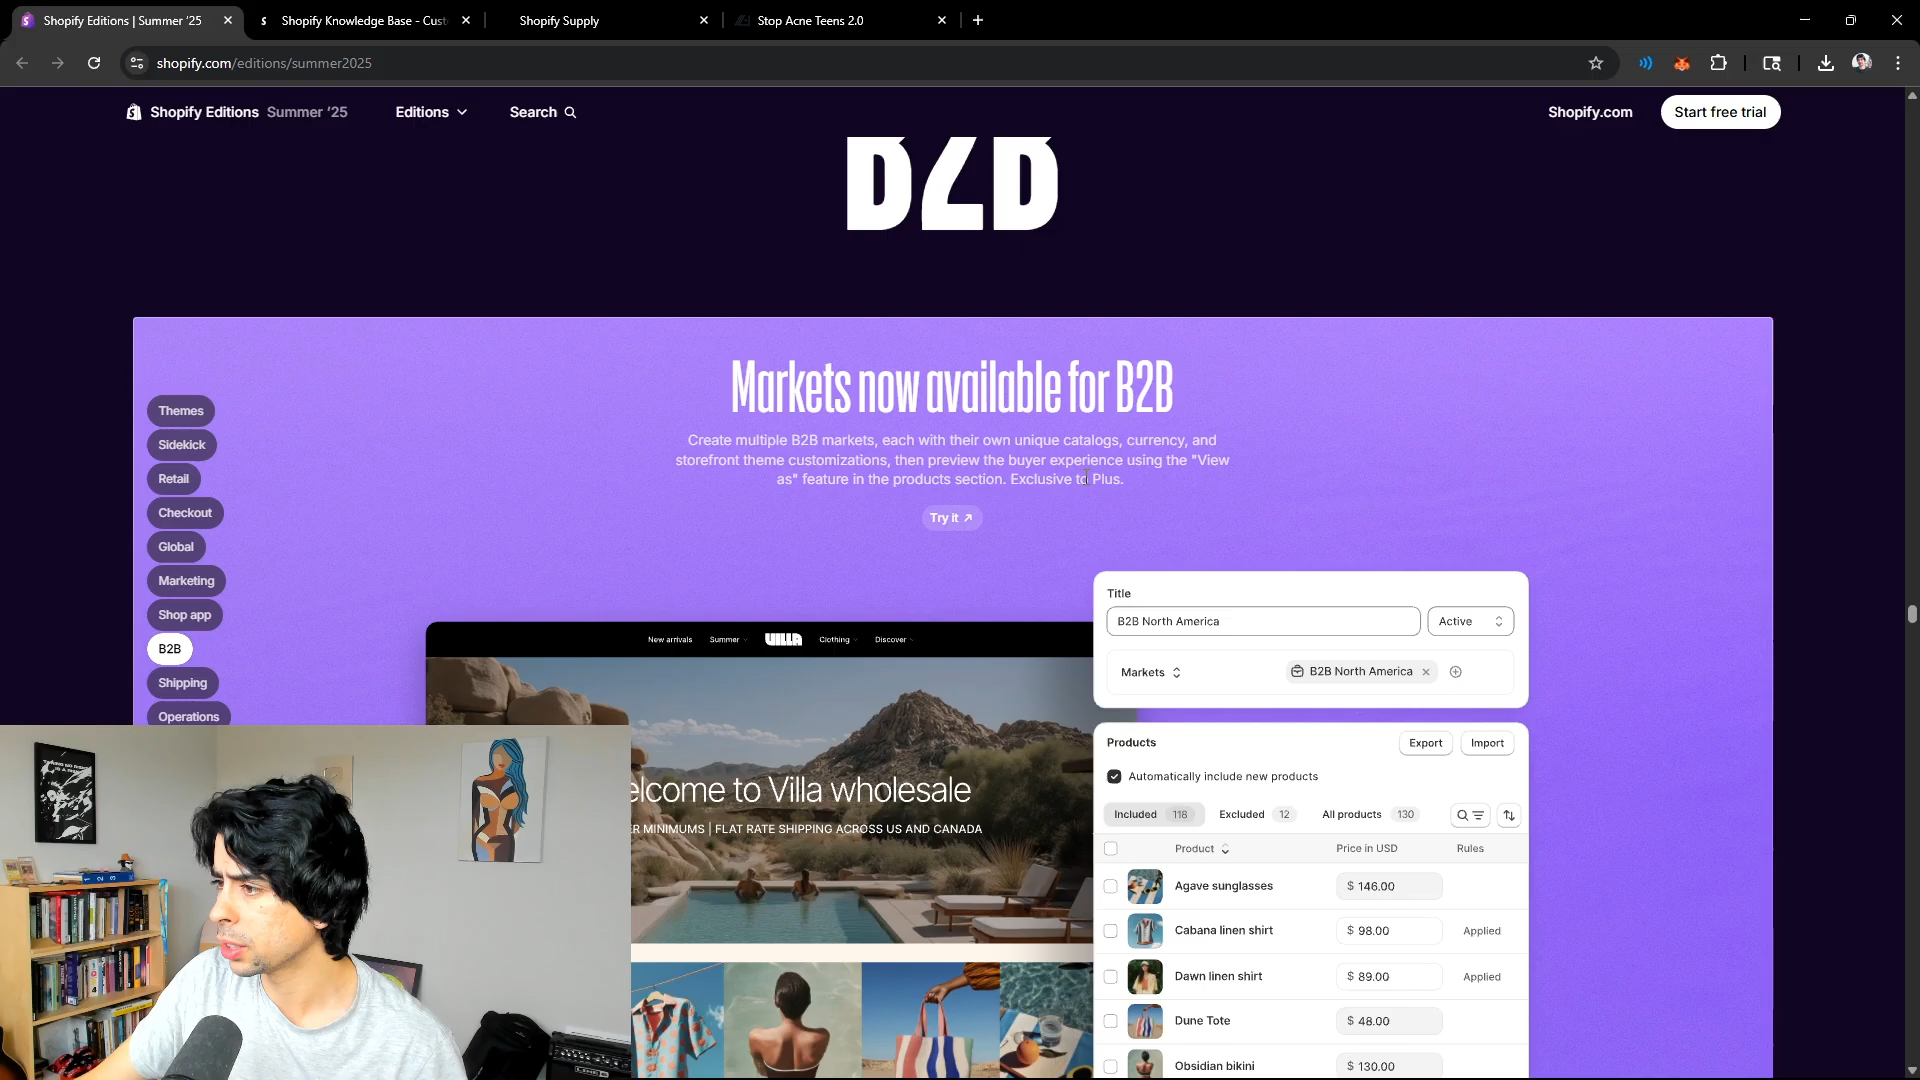 Shopify Editions | Summer '25
Shopify Knowledge Base - Cust
Shopify Supply
Stop Acne Teens 2.0
shopify.com/editions/summer2025
Shopify Editions Summer '25
Editions
Search
Shopify.com
Start free trial
Markets now available for B2B
Create multiple B2B markets, each with their own unique catalogs, currency, and
storefront theme customizations, then preview the buyer experience using the "View
as" feature in the products section. Exclusive to Plus.
Try it
Themes
Sidekick
Retail
Checkout
Global
Marketing
Shop app
B2B
Shipping
Operations
New arrivals
Summer
VILLA
Clothing
Discover
elcome to Villa wholesale
ER MINIMUMS | FLAT RATE SHIPPING ACROSS US AND CANADA
Title
B2B North America
Active
Markets
B2B North America
Products
Export
Import
Automatically include new products
Included 118
Excluded 12
All products 130
Product
Price in USD
Rules
Agave sunglasses
$ 146.00
Cabana linen shirt
$ 98.00
Applied
Dawn linen shirt
$ 89.00
Applied
Dune Tote
$ 48.00
Obsidian bikini
$ 130.00